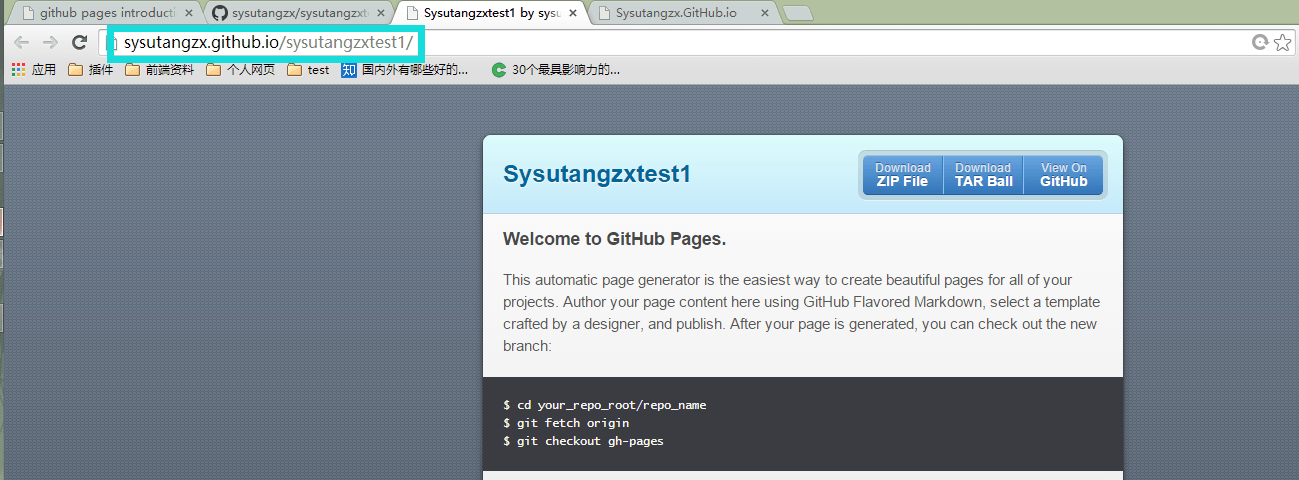 github pages introducti
sysutangzx/sysutangzxt
Sysutangzxtest1 by sysu
Sysutangzx.GitHub.io
sysutangzx.github.io/sysutangzxtest1/
应用 插件 前端资料 个人网页 test 知 国内外有哪些好的... 30个最具影响力的...
Sysutangzxtest1
Download
ZIP File
Download
TAR Ball
View On
GitHub
Welcome to GitHub Pages.
This automatic page generator is the easiest way to create beautiful pages for all of your
projects. Author your page content here using GitHub Flavored Markdown, select a template
crafted by a designer, and publish. After your page is generated, you can check out the new
branch:
$ cd your_repo_root/repo_name
$ git fetch origin
$ git checkout gh-pages